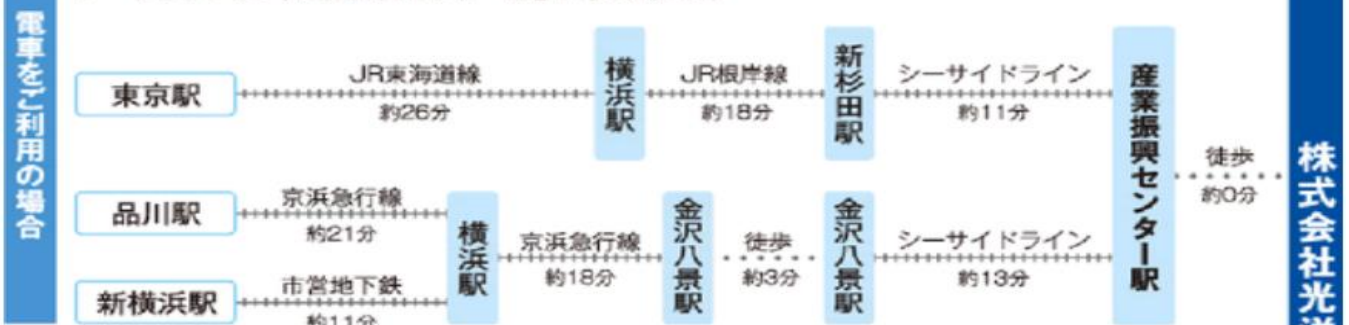 電車をご利用の場合
東京駅
JR東海道線
約26分
横浜駅
JR根岸線
約18分
新杉田駅
シーサイドライン
約11分
産業振興センター駅
徒歩
約0分
株式会社光洋
品川駅
京浜急行線
約21分
新横浜駅
市営地下鉄
約11分
横浜駅
京浜急行線
約18分
金沢八景駅
徒歩
約3分
金沢八景駅
シーサイドライン
約13分